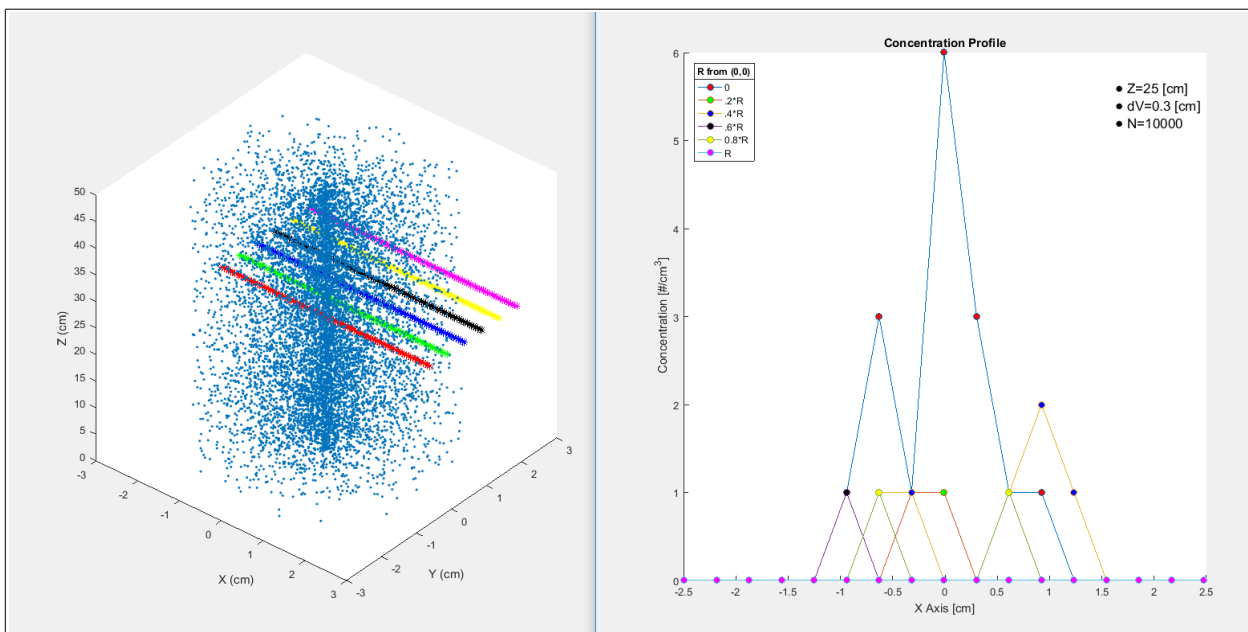 50
45
40
35
30
25
20
15
10
5
0
Z (cm)
-3
-2
-1
0
1
2
3
X (cm)
-3
-2
-1
0
1
2
3
Y (cm)
Concentration Profile
R from (0,0)
0
.2*R
.4*R
.6*R
0.8*R
R
● Z=25 [cm]
● dV=0.3 [cm]
● N=10000
6
5
4
3
2
1
0
Concentration [#/cm³]
-2.5 -2 -1.5 -1 -0.5 0 0.5 1 1.5 2 2.5
X Axis [cm]